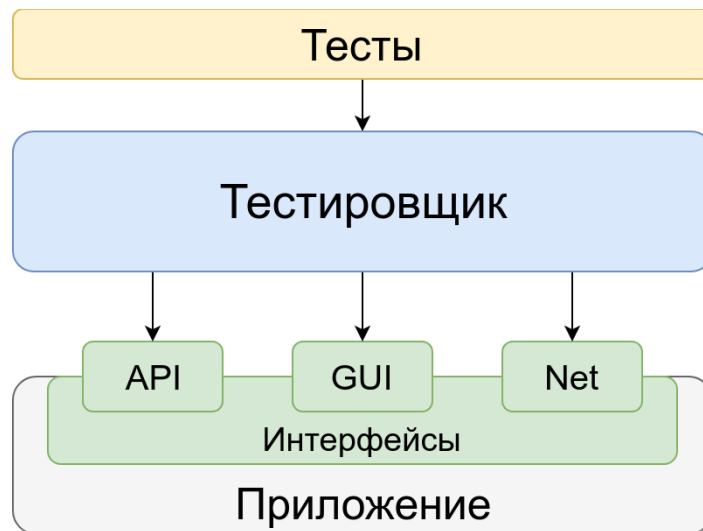 Тесты
Тестировщик
API GUI Net
Интерфейсы
Приложение